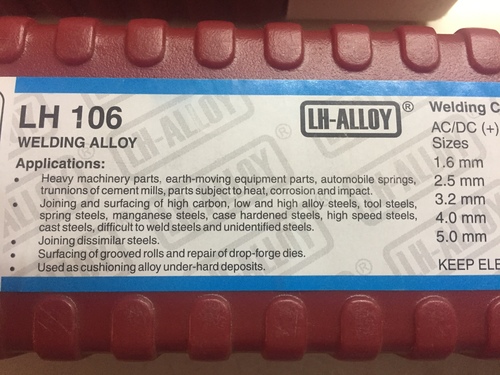 LH 106
WELDING ALLOY
LH-ALLOY®
Applications:
• Heavy machinery parts, earth-moving equipment parts, automobile springs,
trunnions of cement mills, parts subject to heat, corrosion and impact.
• Joining and surfacing of high carbon, low and high alloy steels, tool steels,
spring steels, manganese steels, case hardened steels, high speed steels,
cast steels, difficult to weld steels and unidentified steels.
• Joining dissimilar steels.
• Surfacing of grooved rolls and repair of drop-forge dies.
• Used as cushioning alloy under-hard deposits.
Welding C
AC/DC (+)
Sizes
1.6 mm
2.5 mm
3.2 mm
4.0 mm
5.0 mm
KEEP ELE